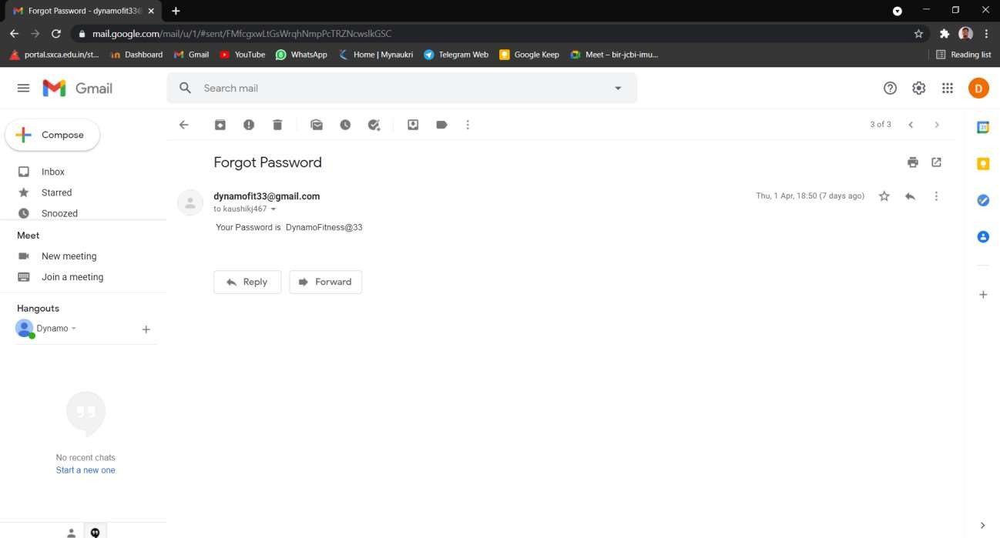 Forgot Password - dynamofit33@
mail.google.com/mail/u/1/#sent/FMfcgxwLtGsWrqhNmpPcTRZNcwslkGSC
portal.sxca.edu.in/st... Dashboard Gmail YouTube WhatsApp Home | Mynaukri Telegram Web Google Keep Meet – bir-jcbi-imu... Reading list
Gmail
Search mail
D
Compose
3 of 3
31
Forgot Password
Inbox
Starred
Snoozed
dynamofit33@gmail.com
Thu, 1 Apr, 18:50 (7 days ago)
to kaushikj467
Your Password is DynamoFitness@33
Meet
New meeting
Join a meeting
Reply
Forward
Hangouts
Dynamo
No recent chats
Start a new one